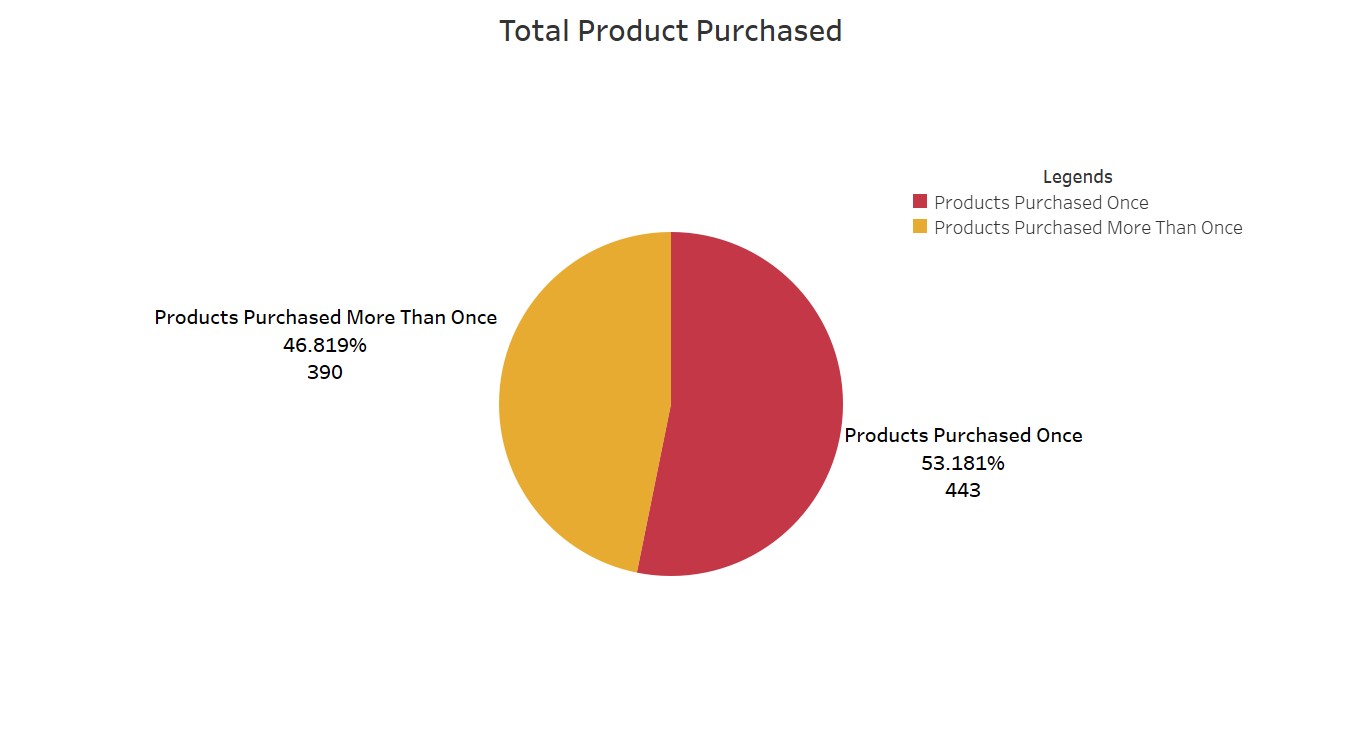 Total Product Purchased
Legends
Products Purchased Once
Products Purchased More Than Once
Products Purchased More Than Once
46.819%
390
Products Purchased Once
53.181%
443